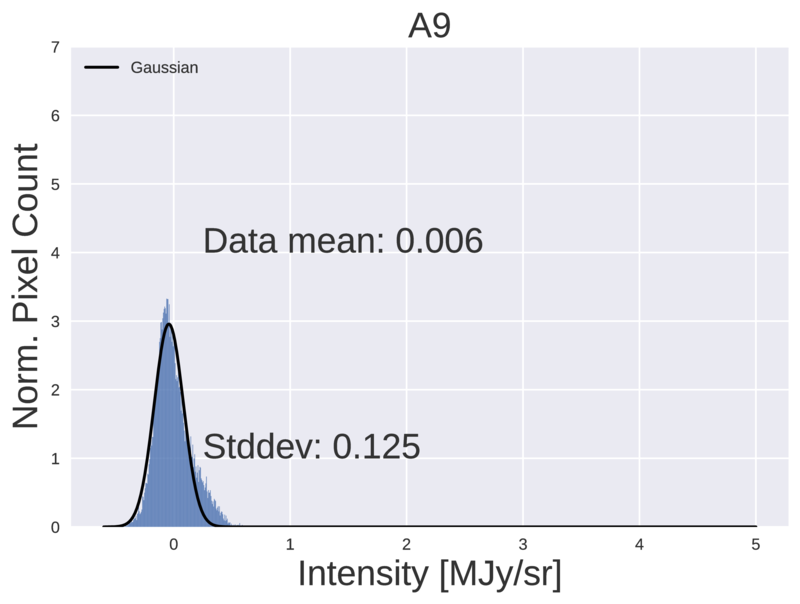 A9
Gaussian
7
6
5
4
3
2
1
0
Norm. Pixel Count
Data mean: 0.006
Stddev: 0.125
0 1 2 3 4 5
Intensity [MJy/sr]